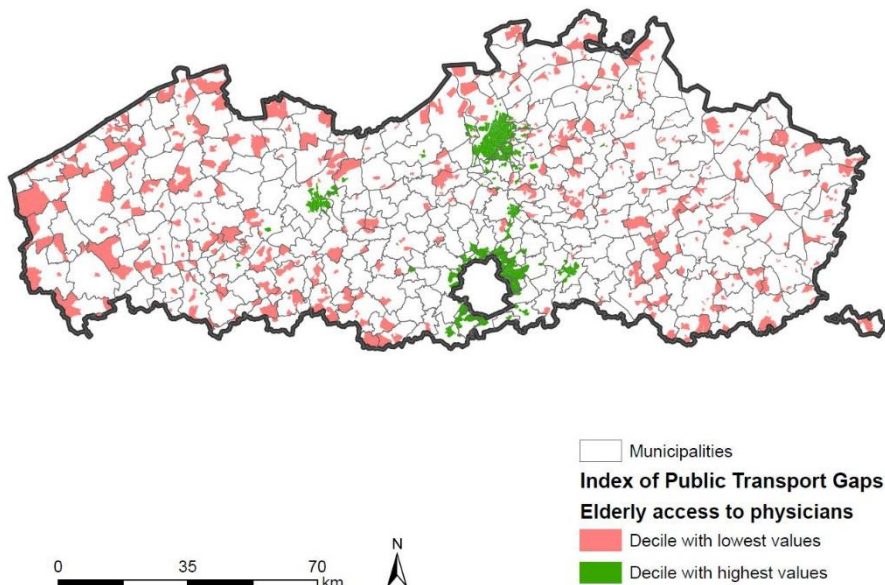 Municipalities
Index of Public Transport Gaps
Elderly access to physicians
Decile with lowest values
Decile with highest values
N
0 35 70
km